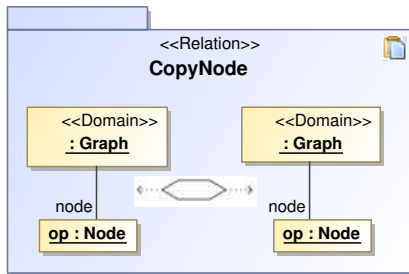 <<Relation>>
CopyNode
<<Domain>>
: Graph
<<Domain>>
: Graph
node
node
op : Node
op : Node